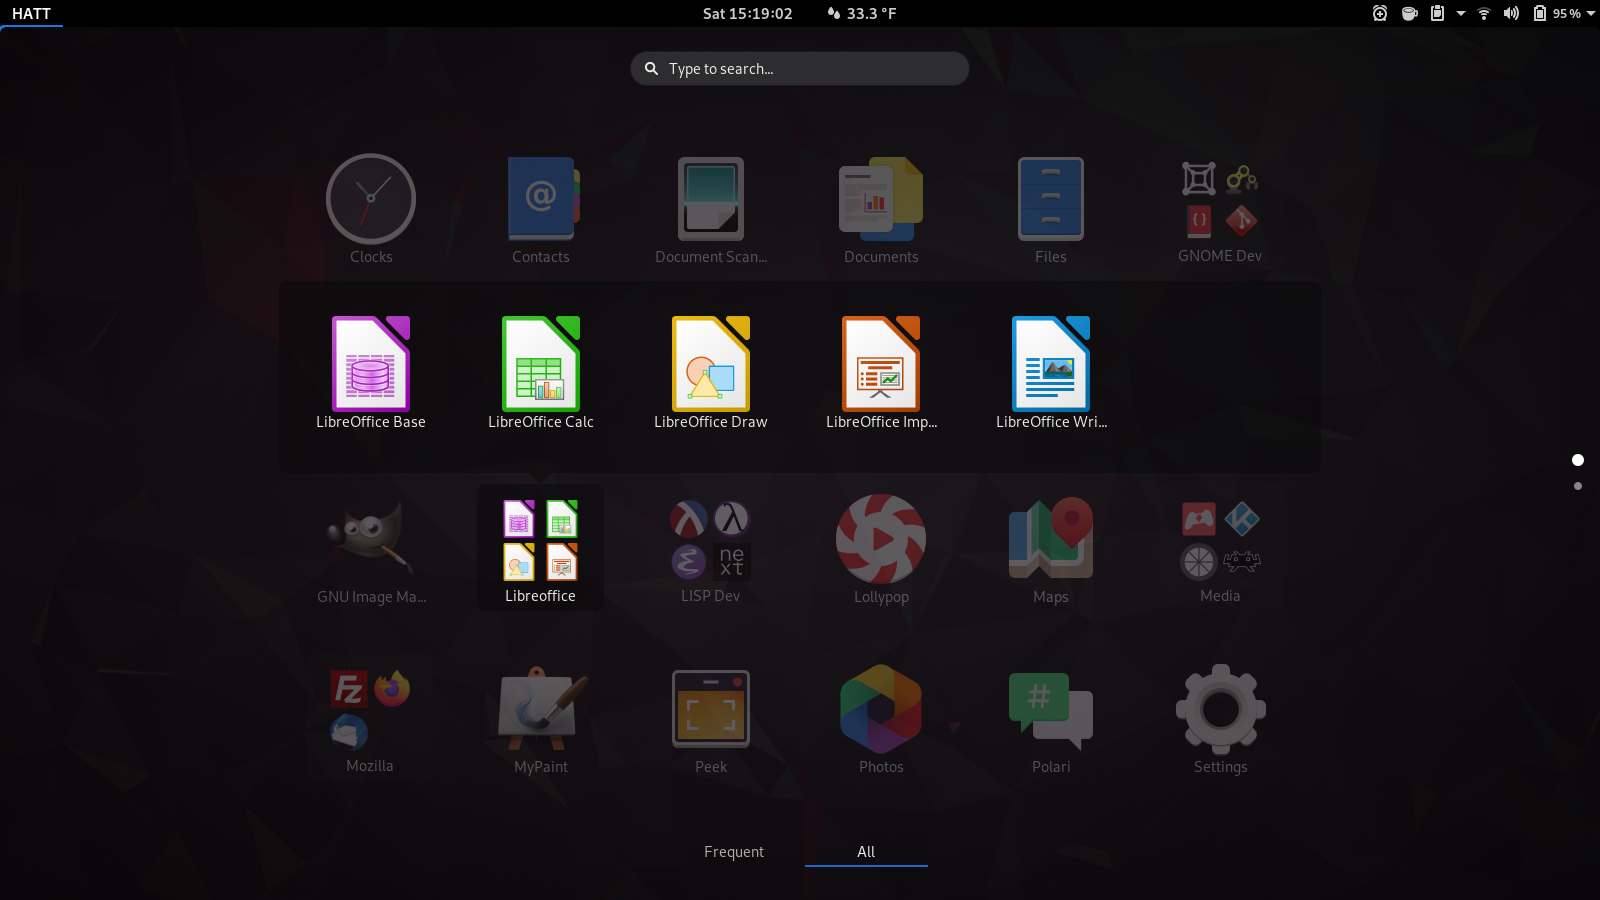 HATT
Sat 15:19:02
33.3 °F
95 %
Type to search...
Clocks
Contacts
Document Scan...
Documents
Files
GNOME Dev
LibreOffice Base
LibreOffice Calc
LibreOffice Draw
LibreOffice Imp...
LibreOffice Wri...
GNU Image Ma...
Libreoffice
next
LISP Dev
Lollypop
Maps
Media
Fz
Mozilla
MyPaint
Peek
Photos
Polari
Settings
Frequent
All